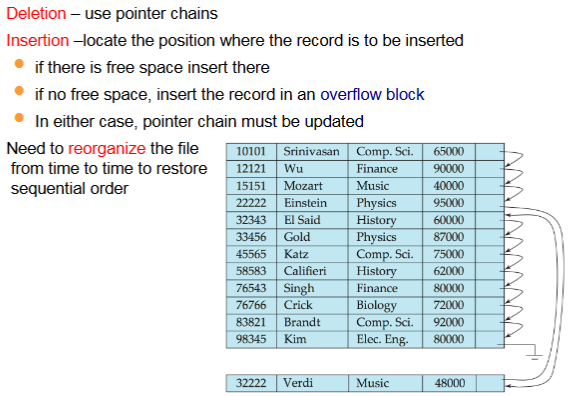 Deletion – use pointer chains
Insertion –locate the position where the record is to be inserted
if there is free space insert there
if no free space, insert the record in an overflow block
In either case, pointer chain must be updated
Need to reorganize the file
from time to time to restore
sequential order
10101 Srinivasan Comp. Sci. 65000
12121 Wu Finance 90000
15151 Mozart Music 40000
22222 Einstein Physics 95000
32343 El Said History 60000
33456 Gold Physics 87000
45565 Katz Comp. Sci. 75000
58583 Califieri History 62000
76543 Singh Finance 80000
76766 Crick Biology 72000
83821 Brandt Comp. Sci. 92000
98345 Kim Elec. Eng. 80000
32222 Verdi Music 48000